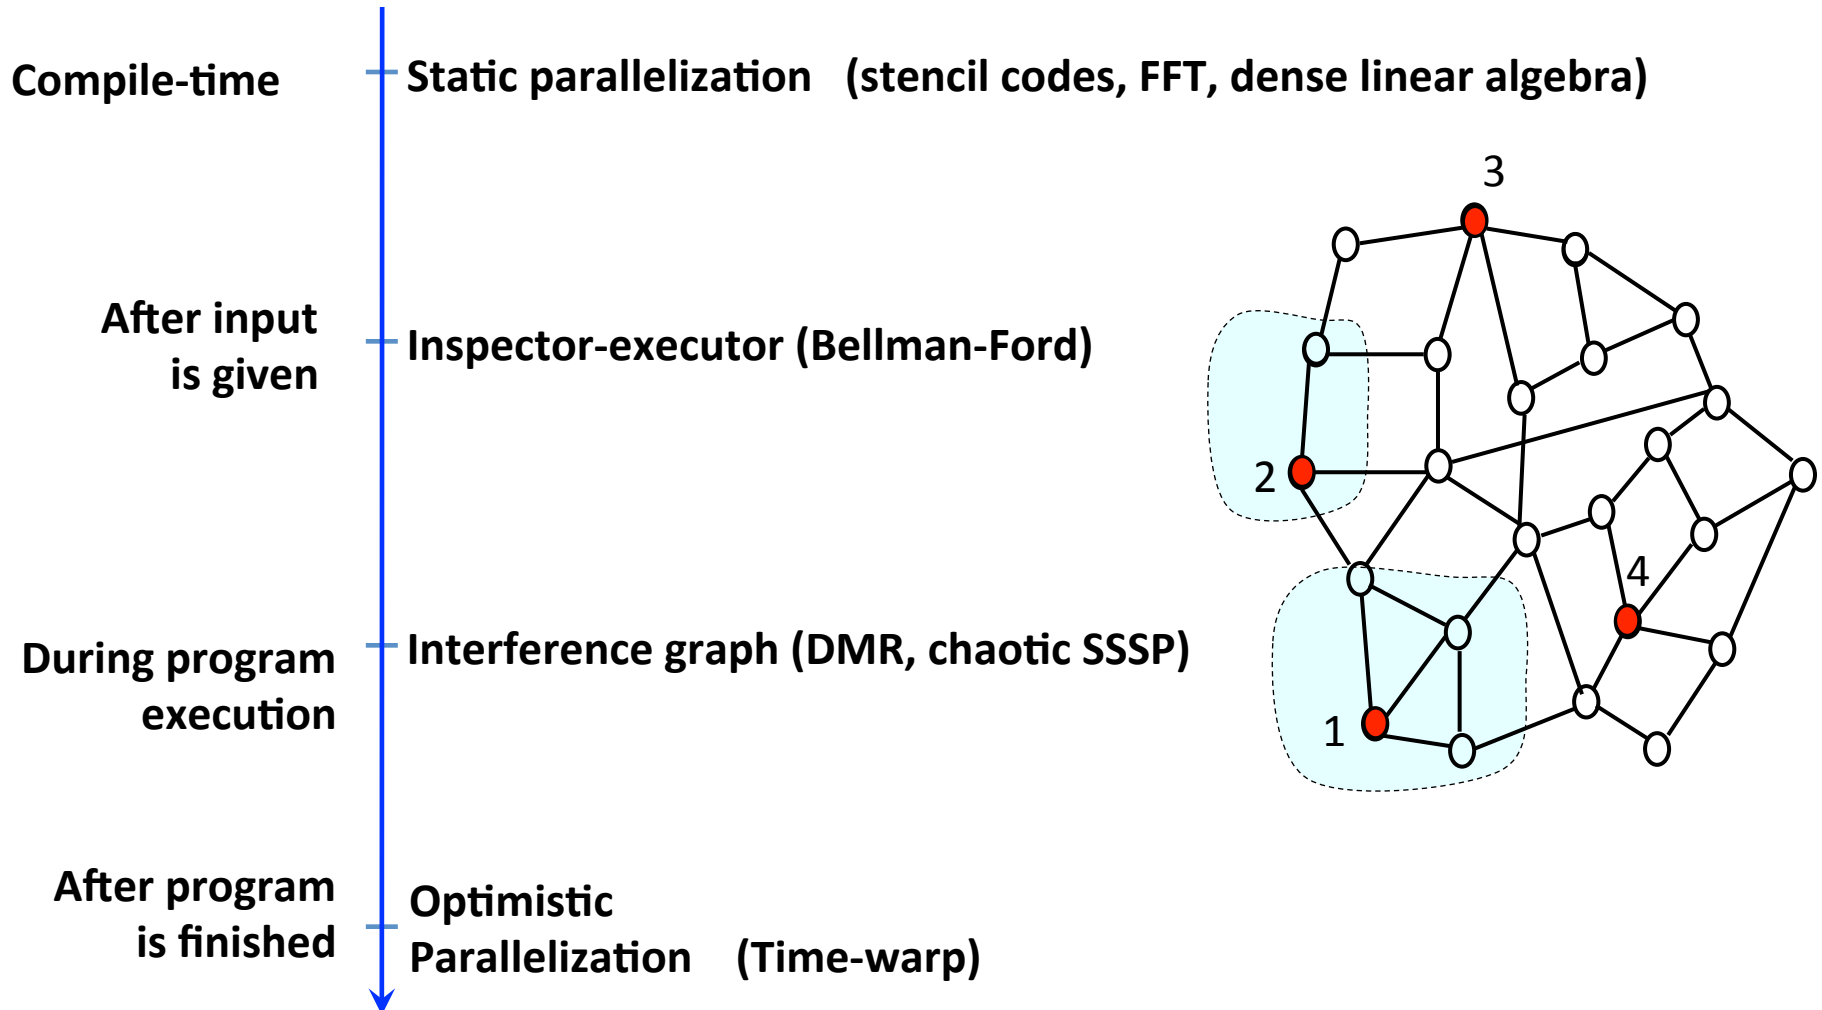 Compile-time
Static parallelization (stencil codes, FFT, dense linear algebra)
After input
is given
Inspector-executor (Bellman-Ford)
During program
execution
Interference graph (DMR, chaotic SSSP)
After program
is finished
Optimistic
Parallelization (Time-warp)
3
2
4
1